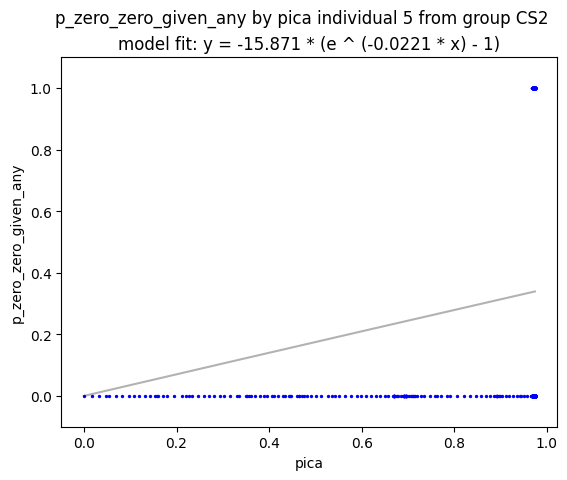 p_zero_zero_given_any by pica individual 5 from group CS2
model fit: y = -15.871 * (e ^ (-0.0221 * x) - 1)
1.0
0.8
0.6
0.4
0.2
0.0
p_zero_zero_given_any
0.0 0.2 0.4 0.6 0.8 1.0
pica